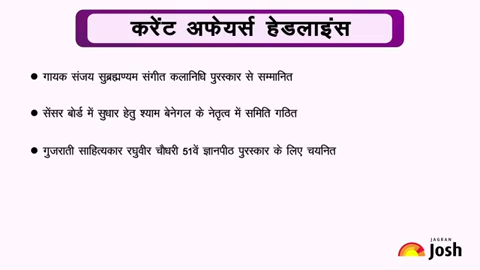 करेंट अफेयर्स हेडलाइंस
● गायक संजय सुब्रह्मण्यम संगीत कलानिधि पुरस्कार से सम्मानित
● सेंसर बोर्ड में सुधार हेतु श्याम बेनेगल के नेतृत्व में समिति गठित
● गुजराती साहित्यकार रघुवीर चौधरी 51वें ज्ञानपीठ पुरस्कार के लिए चयनित
JAGRAN
Josh